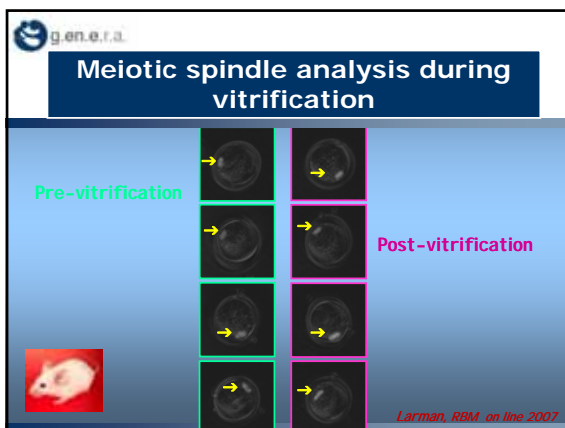 g.en.e.r.a.
Meiotic spindle analysis during
vitrification
Pre-vitrification
Post-vitrification
Larman, RBM on line 2007